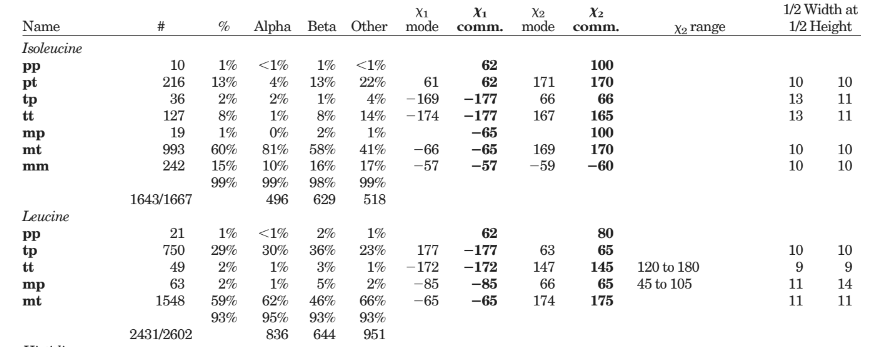 χ1 χ1 χ2 χ2 1/2 Width at
Name # % Alpha Beta Other mode comm. mode comm. χ2 range 1/2 Height
Isoleucine
pp 10 1% <1% 1% <1% 62 100
pt 216 13% 4% 13% 22% 61 62 171 170 10 10
tp 36 2% 2% 1% 4% −169 −177 66 66 13 11
tt 127 8% 1% 8% 14% −174 −177 167 165 13 11
mp 19 1% 0% 2% 1% −65 100
mt 993 60% 81% 58% 41% −66 −65 169 170 10 10
mm 242 15% 10% 16% 17% −57 −57 −59 −60 10 10
99% 99% 98% 99%
1643/1667 496 629 518
Leucine
pp 21 1% <1% 2% 1% 62 80
tp 750 29% 30% 36% 23% 177 −177 63 65 10 10
tt 49 2% 1% 3% 1% −172 −172 147 145 120 to 180 9 9
mp 63 2% 1% 5% 2% −85 −85 66 65 45 to 105 11 14
mt 1548 59% 62% 46% 66% −65 −65 174 175 11 11
93% 95% 93% 93%
2431/2602 836 644 951